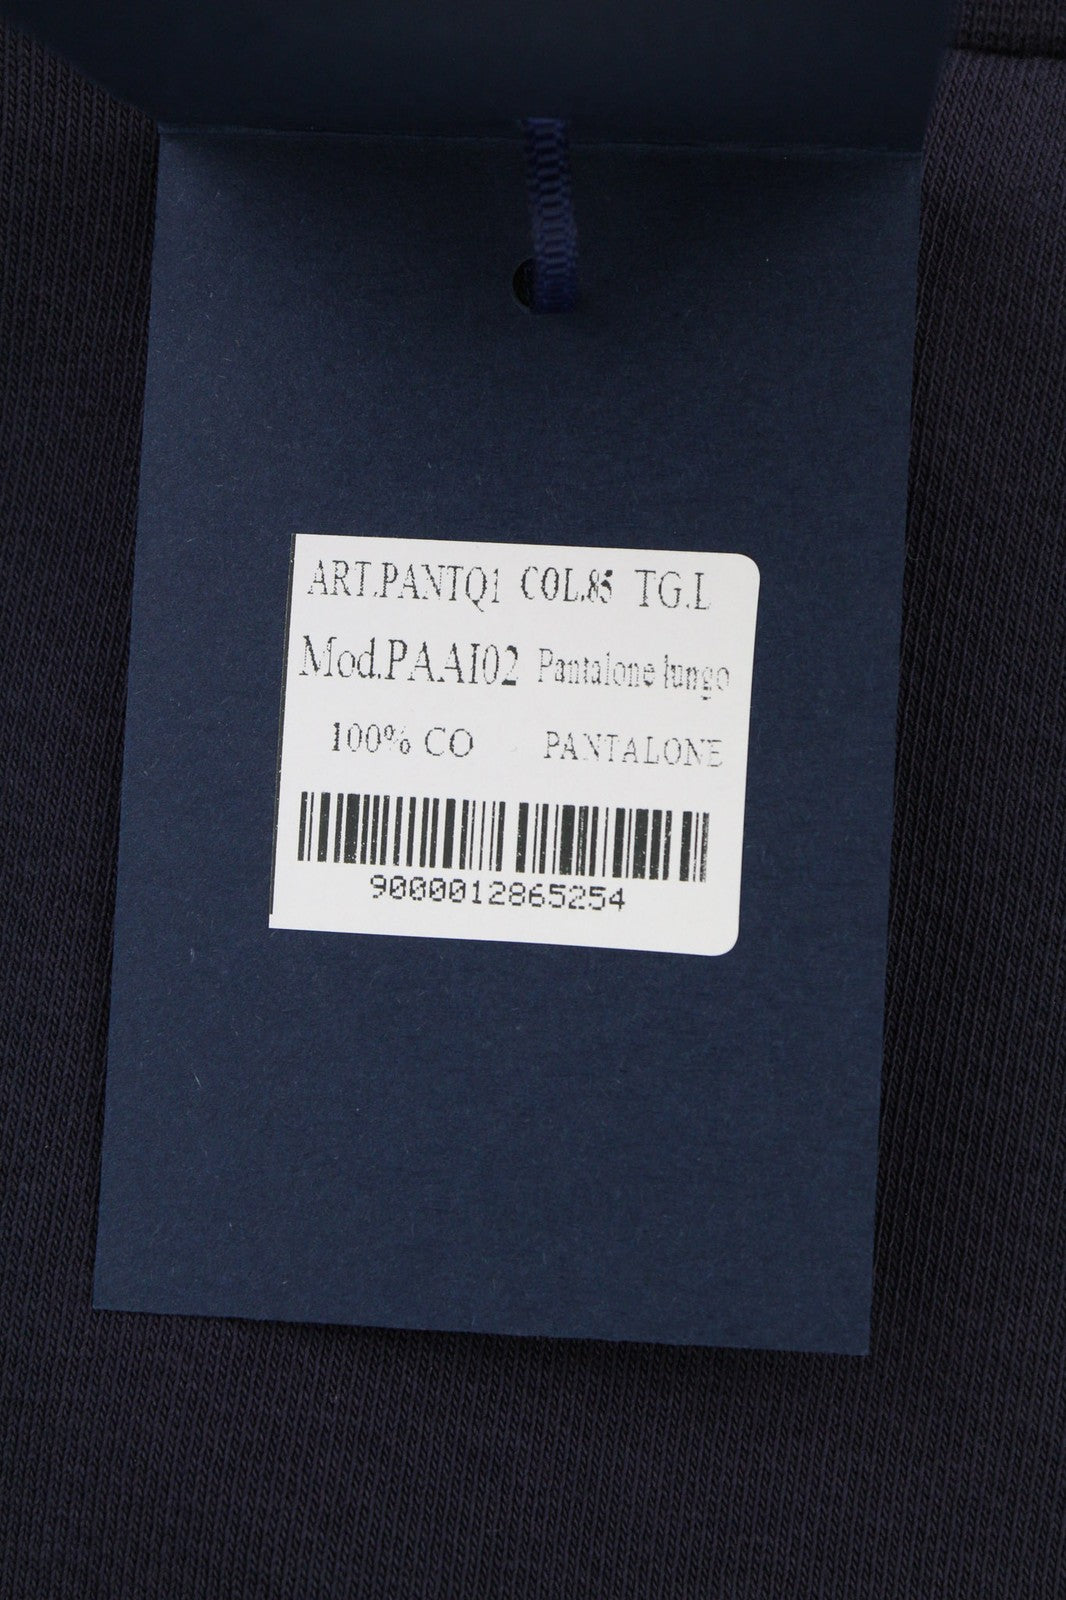 ART.PANTQ1 COL.85 TG.L
Mod.PAAI02 Pantalone lungo
100% CO PANTALONE
9000012865254